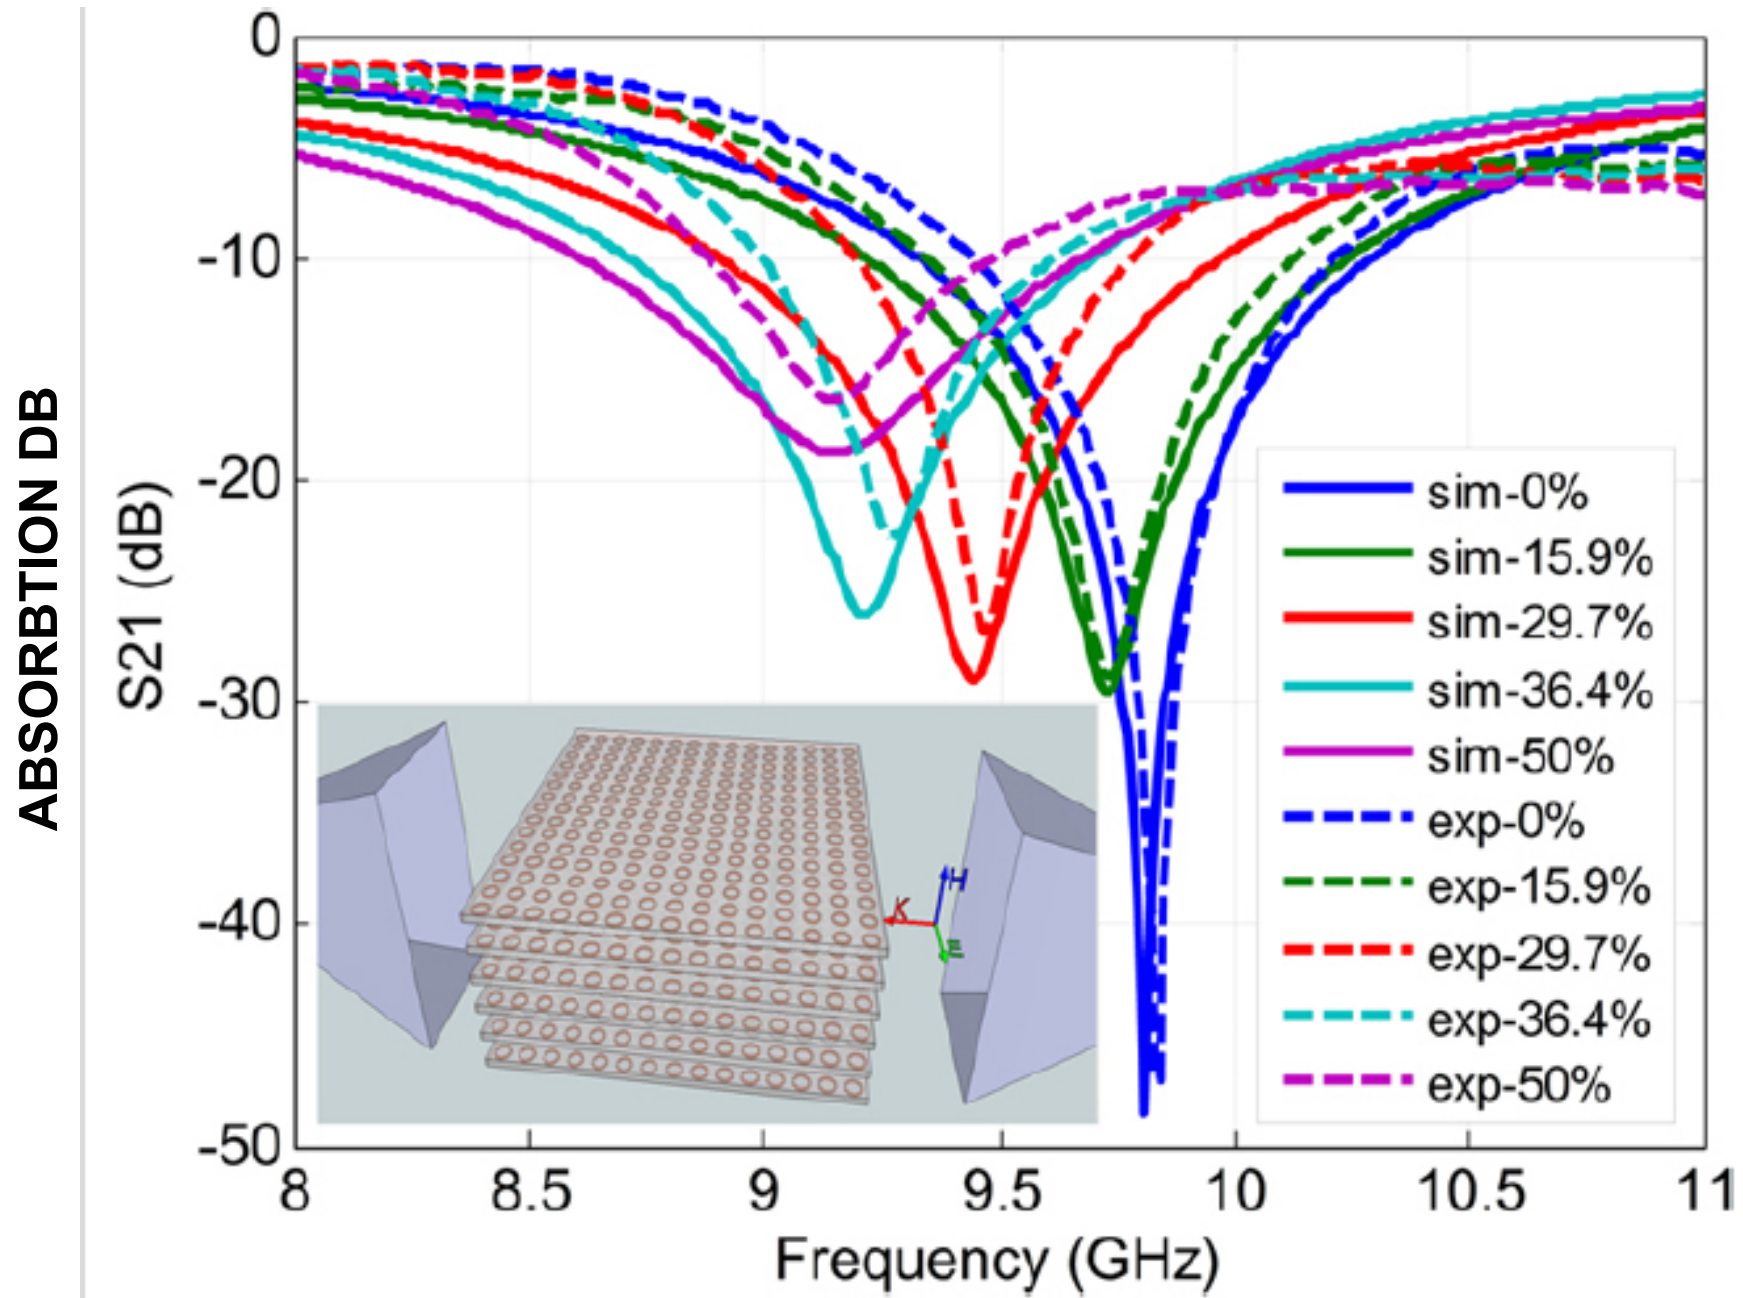 ABSORBTION DB
S21 (dB)
0
-10
-20
-30
-40
-50
8
8.5
9
9.5
10
10.5
11
Frequency (GHz)
sim-0%
sim-15.9%
sim-29.7%
sim-36.4%
sim-50%
exp-0%
exp-15.9%
exp-29.7%
exp-36.4%
exp-50%
H
K
E